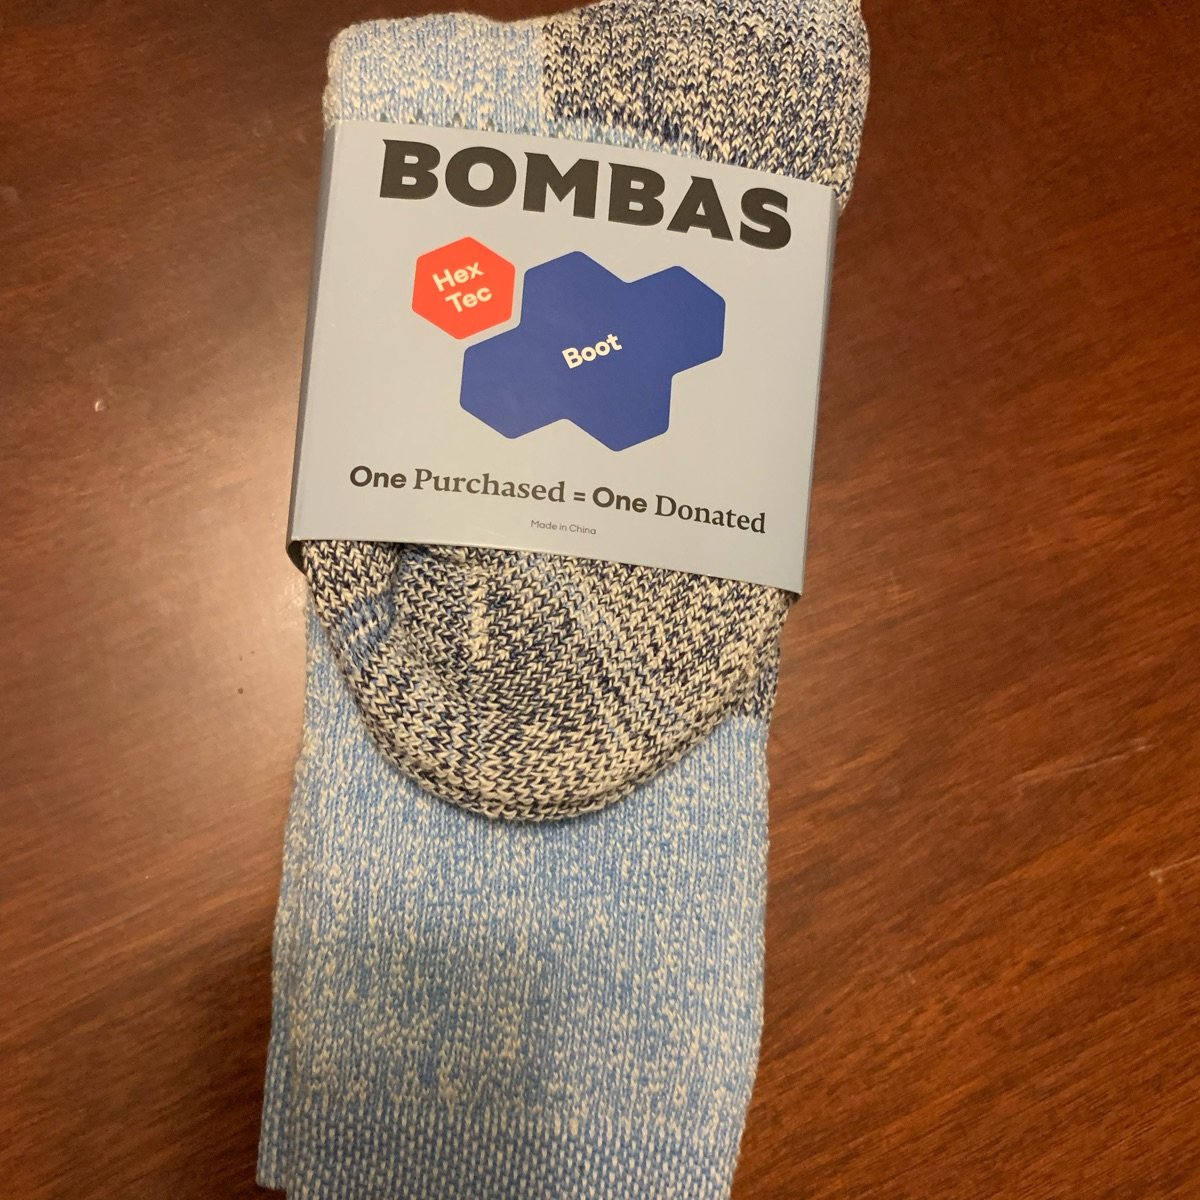 BOMBAS
Hex
Tec
Boot
One Purchased = One Donated
Made in China